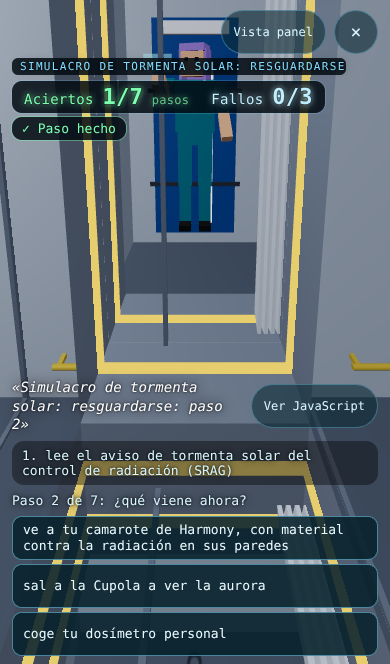 Vista panel
×
SIMULACRO DE TORMENTA SOLAR: RESGUARDARSE
Aciertos 1/7 pasos Fallos 0/3
✓ Paso hecho
«Simulacro de tormenta
solar: resguardarse: paso
2»
Ver JavaScript
1. lee el aviso de tormenta solar del
control de radiación (SRAG)
Paso 2 de 7: ¿qué viene ahora?
ve a tu camarote de Harmony, con material
contra la radiación en sus paredes
sal a la Cupola a ver la aurora
coge tu dosímetro personal